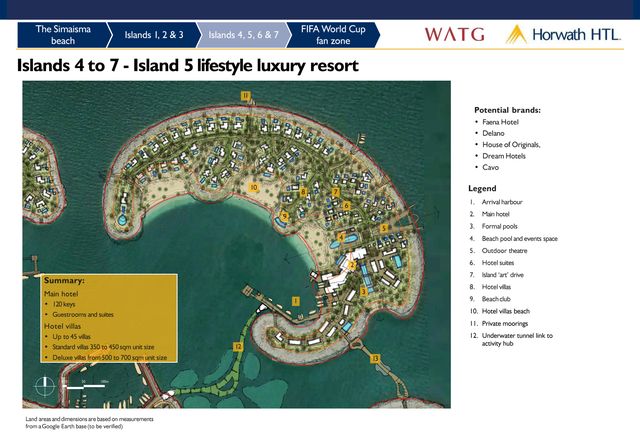 The Simaisma
beach
Islands 1, 2 & 3
Islands 4, 5, 6 & 7
FIFA World Cup
fan zone
WATG
Horwath HTL.
Islands 4 to 7 - Island 5 lifestyle luxury resort
Potential brands:
• Faena Hotel
• Delano
• House of Originals,
• Dream Hotels
• Cavo
Legend
1. Arrival harbour
2. Main hotel
3. Formal pools
4. Beach pool and events space
5. Outdoor theatre
6. Hotel suites
7. Island 'art' drive
8. Hotel villas
9. Beach club
10. Hotel villas beach
11. Private moorings
12. Underwater tunnel link to
activity hub
11
10
8
7
6
9
5
4
2
3
1
12
13
Summary:
Main hotel
• 120 keys
• Guestrooms and suites
Hotel villas
• Up to 45 villas
• Standard villas 350 to 450 sqm unit size
• Deluxe villas from 500 to 700 sqm unit size
Land areas and dimensions are based on measurements
from a Google Earth base (to be verified)